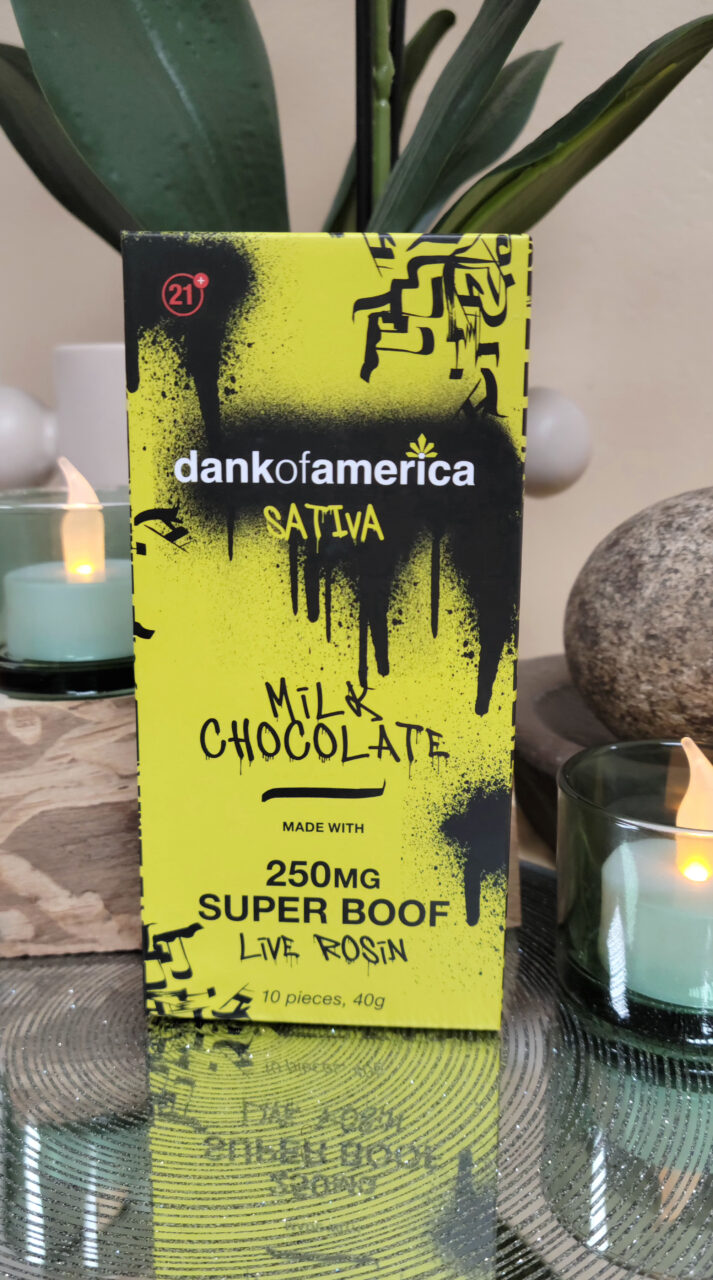 21+
dankofamerica
SATIVA
MiLK
CHOCOLATE
MADE WITH
250MG
SUPER BOOF
LiVE ROSiN
10 pieces, 40g